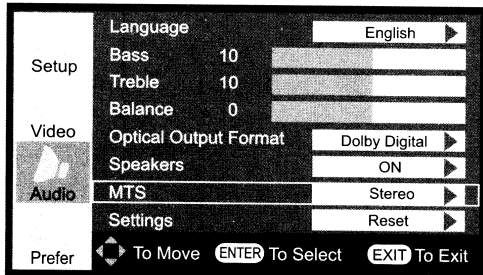 Language English
Bass 10
Setup
Treble 10
Balance 0
Video
Optical Output Format Dolby Digital
Speakers ON
Audio
MTS Stereo
Settings Reset
Prefer
To Move ENTER To Select EXIT To Exit